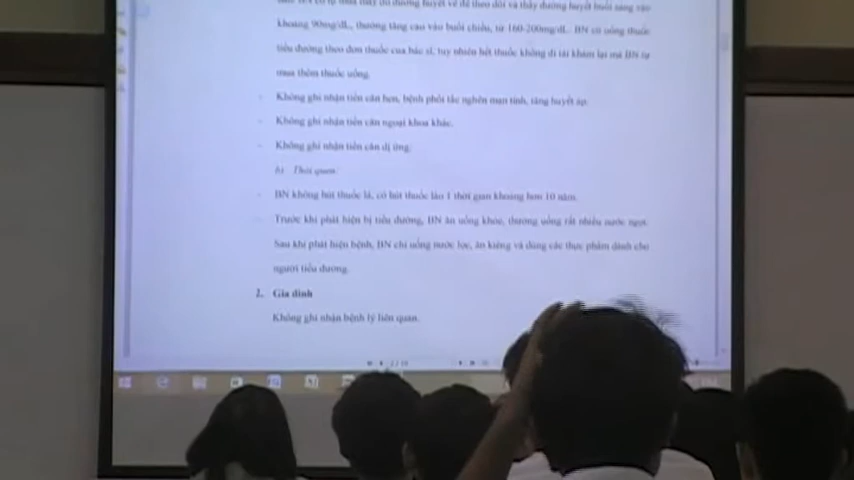 khoảng 90mg/dL, thường tăng cao vào buổi chiều, từ 160-200mg/dL. BN có uống thuốc
tiểu đường theo đơn thuốc của bác sĩ, tuy nhiên hết thuốc không đi tái khám lại mà BN tự
mua thêm thuốc uống.
- Không ghi nhận tiền căn hen, bệnh phổi tắc nghẽn mạn tính, tăng huyết áp.
- Không ghi nhận tiền căn ngoại khoa khác.
- Không ghi nhận tiền căn dị ứng.
b) Thói quen:
- BN không hút thuốc lá, có hút thuốc lào 1 thời gian khoảng hơn 10 năm.
- Trước khi phát hiện bị tiểu đường, BN ăn uống khỏe, thường uống rất nhiều nước ngọt.
Sau khi phát hiện bệnh, BN chỉ uống nước lọc, ăn kiêng và dùng các thực phẩm dành cho
người tiểu đường.
2. Gia đình
Không ghi nhận bệnh lý liên quan.